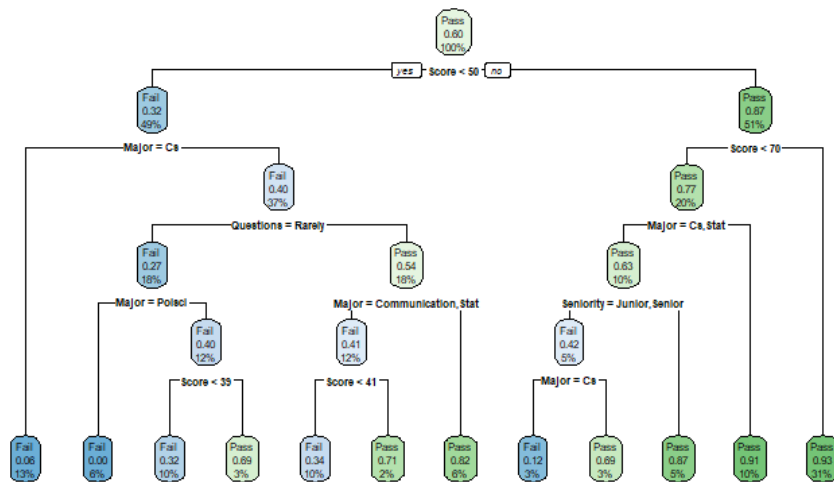 Pass
0.60
100%
yes Score < 50 no
Fail
0.32
49%
Pass
0.87
51%
Major = Cs
Score < 70
Fail
0.40
37%
Pass
0.77
20%
Questions = Rarely
Major = Cs,Stat
Fail
0.27
18%
Pass
0.54
18%
Pass
0.63
10%
Major = Polsci
Major = Communication,Stat
Seniority = Junior,Senior
Fail
0.40
12%
Fail
0.41
12%
Fail
0.42
5%
Score < 39
Score < 41
Major = Cs
Fail
0.06
13%
Fail
0.00
6%
Fail
0.32
10%
Pass
0.69
3%
Fail
0.34
10%
Pass
0.71
2%
Pass
0.82
6%
Fail
0.12
3%
Pass
0.69
3%
Pass
0.87
5%
Pass
0.91
10%
Pass
0.93
31%